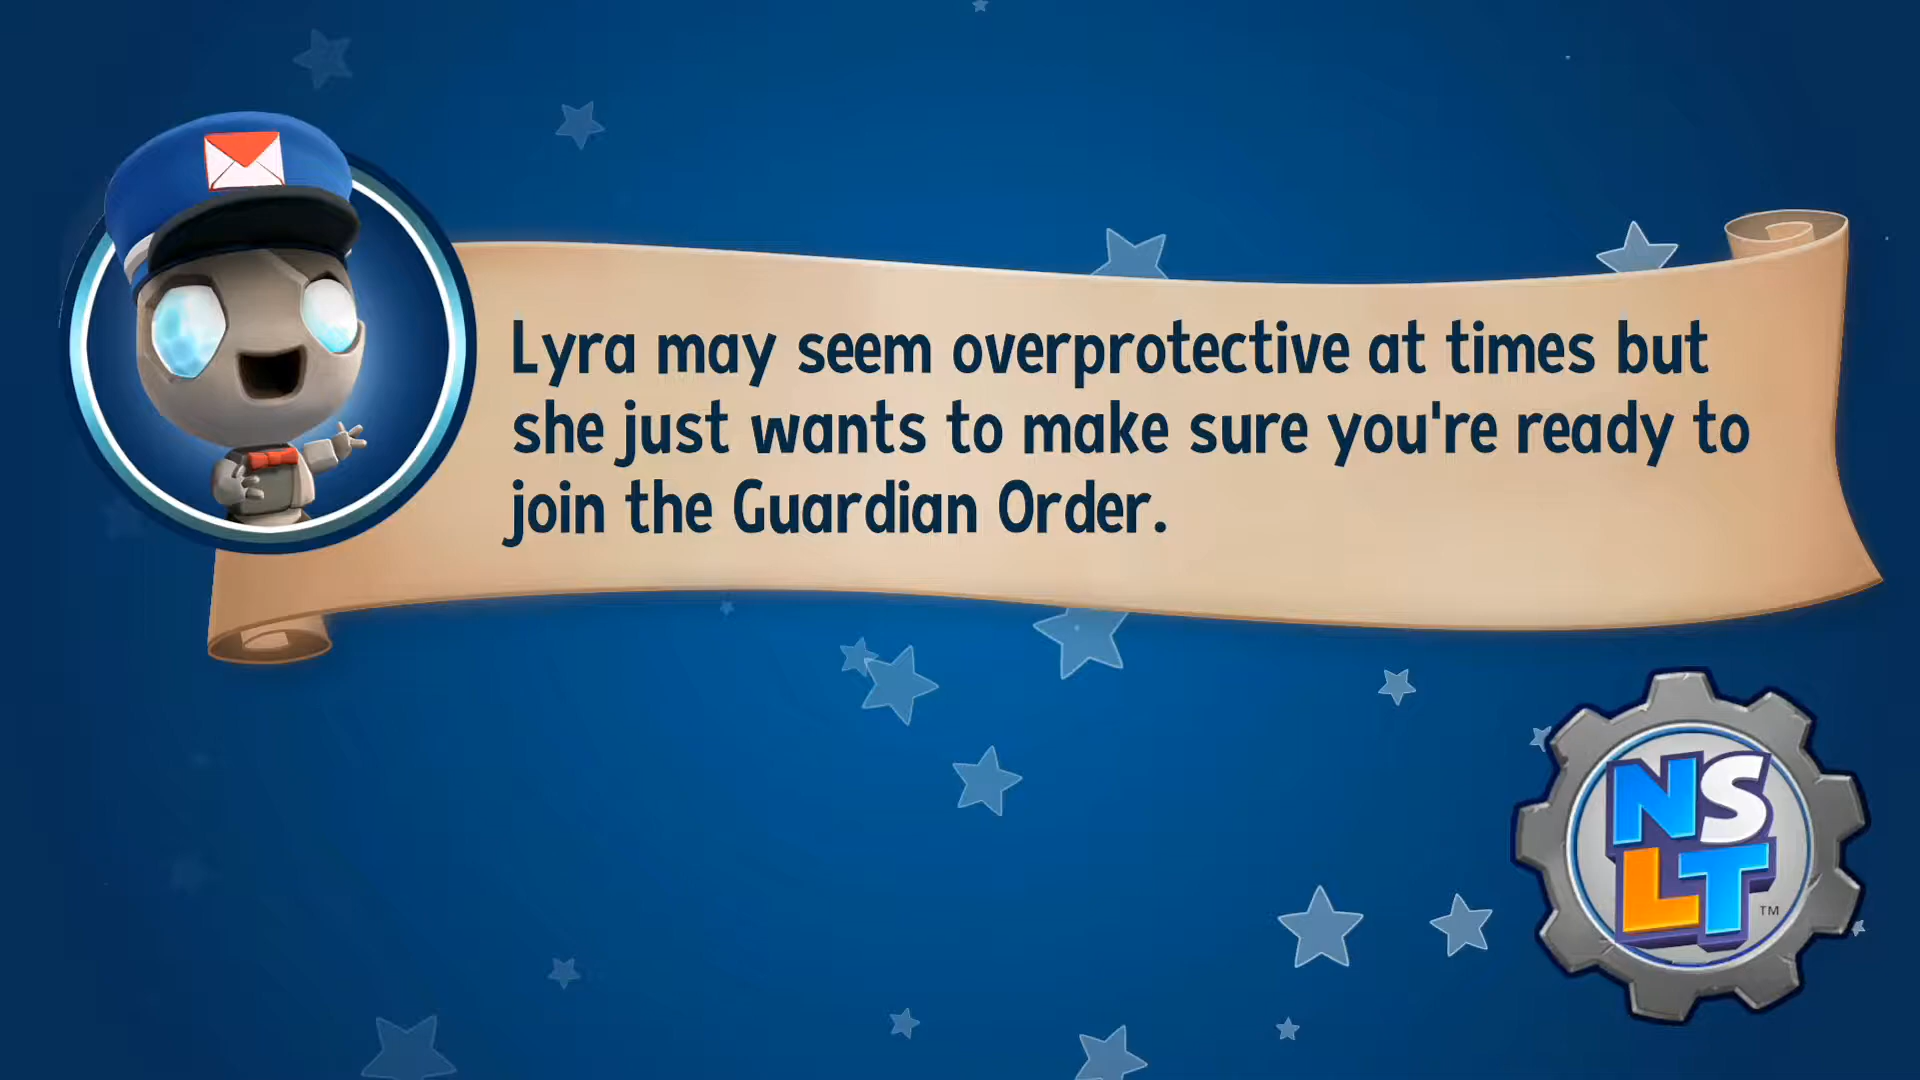 Lyra may seem overprotective at times but
she just wants to make sure you're ready to
join the Guardian Order.
NS
LT
TM